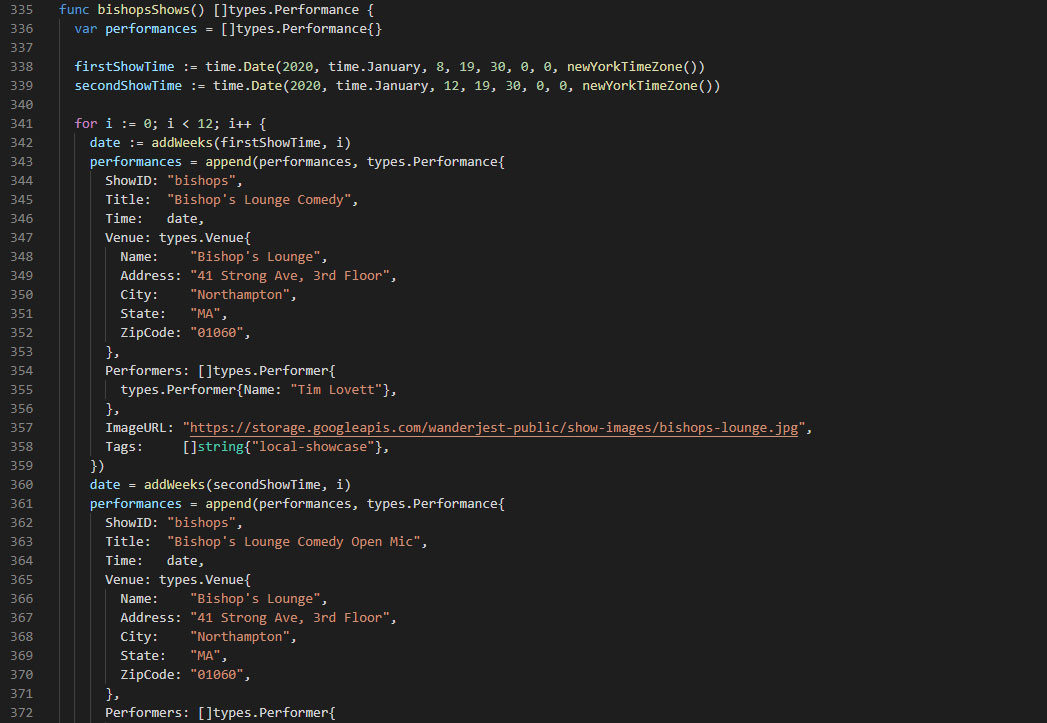 335 func bishopsShows() []types.Performance {
336   var performances = []types.Performance{}
337
338   firstShowTime := time.Date(2020, time.January, 8, 19, 30, 0, 0, newYorkTimeZone())
339   secondShowTime := time.Date(2020, time.January, 12, 19, 30, 0, 0, newYorkTimeZone())
340
341   for i := 0; i < 12; i++ {
342     date := addWeeks(firstShowTime, i)
343     performances = append(performances, types.Performance{
344       ShowID: "bishops",
345       Title:  "Bishop's Lounge Comedy",
346       Time:   date,
347       Venue: types.Venue{
348         Name:    "Bishop's Lounge",
349         Address: "41 Strong Ave, 3rd Floor",
350         City:    "Northampton",
351         State:   "MA",
352         ZipCode: "01060",
353       },
354       Performers: []types.Performer{
355         types.Performer{Name: "Tim Lovett"},
356       },
357       ImageURL: "https://storage.googleapis.com/wanderjest-public/show-images/bishops-lounge.jpg",
358       Tags:     []string{"local-showcase"},
359     })
360     date = addWeeks(secondShowTime, i)
361     performances = append(performances, types.Performance{
362       ShowID: "bishops",
363       Title:  "Bishop's Lounge Comedy Open Mic",
364       Time:   date,
365       Venue: types.Venue{
366         Name:    "Bishop's Lounge",
367         Address: "41 Strong Ave, 3rd Floor",
368         City:    "Northampton",
369         State:   "MA",
370         ZipCode: "01060",
371       },
372       Performers: []types.Performer{